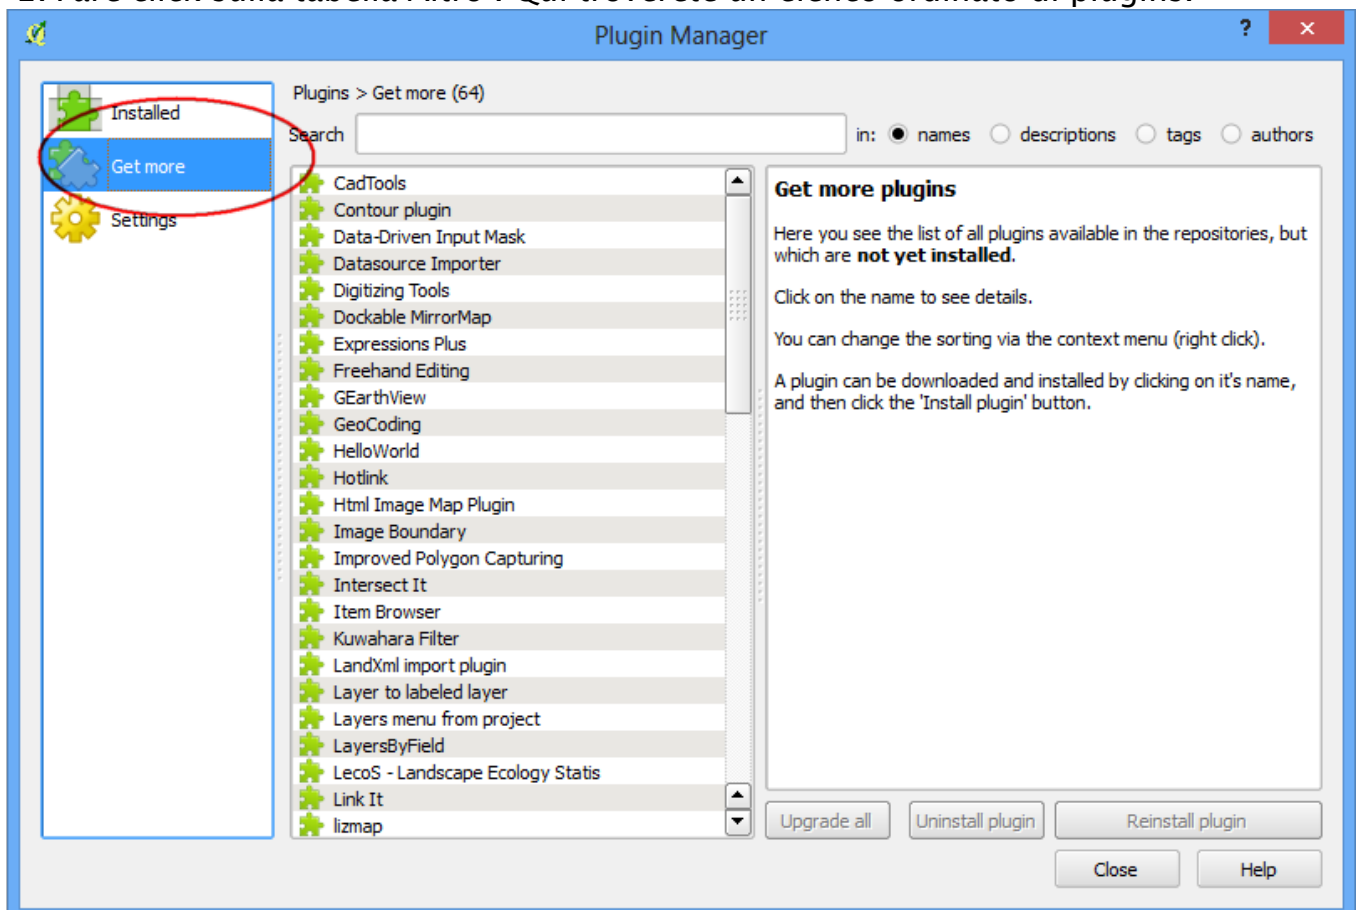 Plugin Manager
?
Installed
Get more
Settings
Plugins > Get more (64)
Search
in: names descriptions tags authors
CadTools
Contour plugin
Data-Driven Input Mask
Datasource Importer
Digitizing Tools
Dockable MirrorMap
Expressions Plus
Freehand Editing
GEarthView
GeoCoding
HelloWorld
Hotlink
Html Image Map Plugin
Image Boundary
Improved Polygon Capturing
Intersect It
Item Browser
Kuwahara Filter
LandXml import plugin
Layer to labeled layer
Layers menu from project
LayersByField
LecoS - Landscape Ecology Statis
Link It
lizmap
Get more plugins
Here you see the list of all plugins available in the repositories, but
which are not yet installed.
Click on the name to see details.
You can change the sorting via the context menu (right click).
A plugin can be downloaded and installed by clicking on it's name,
and then click the 'Install plugin' button.
Upgrade all
Uninstall plugin
Reinstall plugin
Close
Help